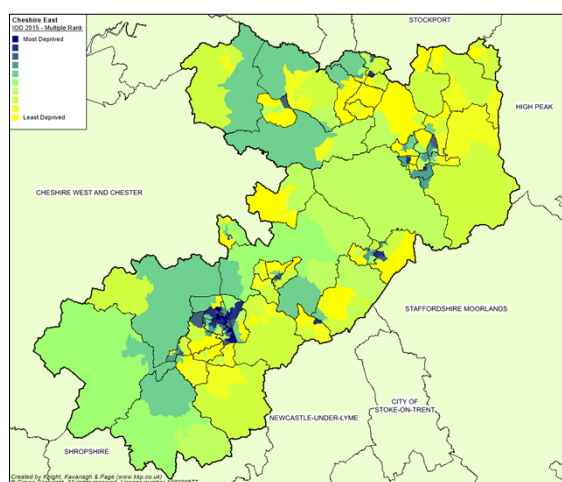 Cheshire East
IOD 2015 - Multiple Rank
Most Deprived
Least Deprived
STOCKPORT
HIGH PEAK
CHESHIRE WEST AND CHESTER
STAFFORDSHIRE MOORLANDS
CITY OF
STOKE-ON-TRENT
NEWCASTLE-UNDER-LYME
SHROPSHIRE
Created by Knight, Kavanagh & Page (www.kkp.co.uk)